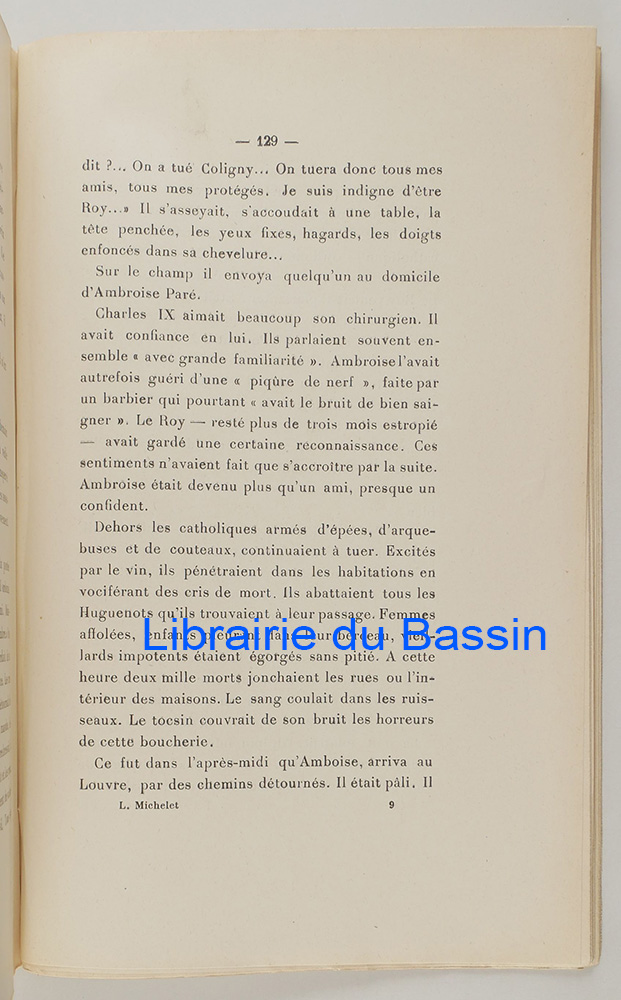 — 129 —
dit ?... On a tué Coligny... On tuera donc tous mes
amis, tous mes protégés. Je suis indigne d'être
Roy...» Il s'asseyait, s'accoudait à une table, la
tête penchée, les yeux fixes, hagards, les doigts
enfoncés dans sa chevelure...
Sur le champ il envoya quelqu'un au domicile
d'Ambroise Paré.
Charles IX aimait beaucoup son chirurgien. Il
avait confiance en lui. Ils parlaient souvent en-
semble « avec grande familiarité ». Ambroise l'avait
autrefois guéri d'une « piqûre de nerf », faite par
un barbier qui pourtant « avait le bruit de bien sai-
gner ». Le Roy — resté plus de trois mois estropié
— avait gardé une certaine reconnaissance. Ces
sentiments n'avaient fait que s'accroître par la suite.
Ambroise était devenu plus qu'un ami, presque un
confident.
Dehors les catholiques armés d'épées, d'arque-
buses et de couteaux, continuaient à tuer. Excités
par le vin, ils pénétraient dans les habitations en
vociférant des cris de mort. Ils abattaient tous les
Huguenots qu'ils trouvaient à leur passage. Femmes
affolées, enfants pleurant dans leur berceau, vieil-
lards impotents étaient égorgés sans pitié. A cette
heure deux mille morts jonchaient les rues ou l'in-
térieur des maisons. Le sang coulait dans les ruis-
seaux. Le tocsin couvrait de son bruit les horreurs
de cette boucherie.
Ce fut dans l'après-midi qu'Amboise, arriva au
Louvre, par des chemins détournés. Il était pâli. Il
L. Michelet 9
Librairie du Bassin